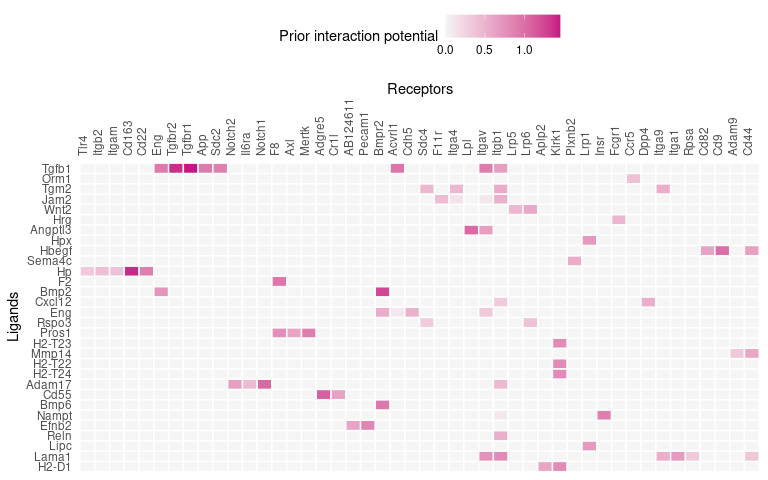 Prior interaction potential
0.0 0.5 1.0
Receptors
Tlr4
Itgb2
Itgam
Cd163
Cd22
Eng
Tgfbr2
Tgfbr1
App
Sdc2
Notch2
Il6ra
Notch1
F8
Axl
Mertk
Adgre5
Cr1l
AB124611
Pecam1
Bmpr2
Acvrl1
Cdh5
Sdc4
F11r
Itga4
Lpl
Itgav
Itgb1
Lrp5
Lrp6
Aplp2
Klrk1
Plxnb2
Lrp1
Insr
Fcgr1
Ccr5
Dpp4
Itga9
Itga1
Rpsa
Cd82
Cd9
Adam9
Cd44
Ligands
Tgfb1
Orm1
Tgm2
Jam2
Wnt2
Hrg
Angptl3
Hpx
Hbegf
Sema4c
Hp
F2
Bmp2
Cxcl12
Eng
Rspo3
Pros1
H2-T23
Mmp14
H2-T22
H2-T24
Adam17
Cd55
Bmp6
Nampt
Efnb2
Reln
Lipc
Lama1
H2-D1